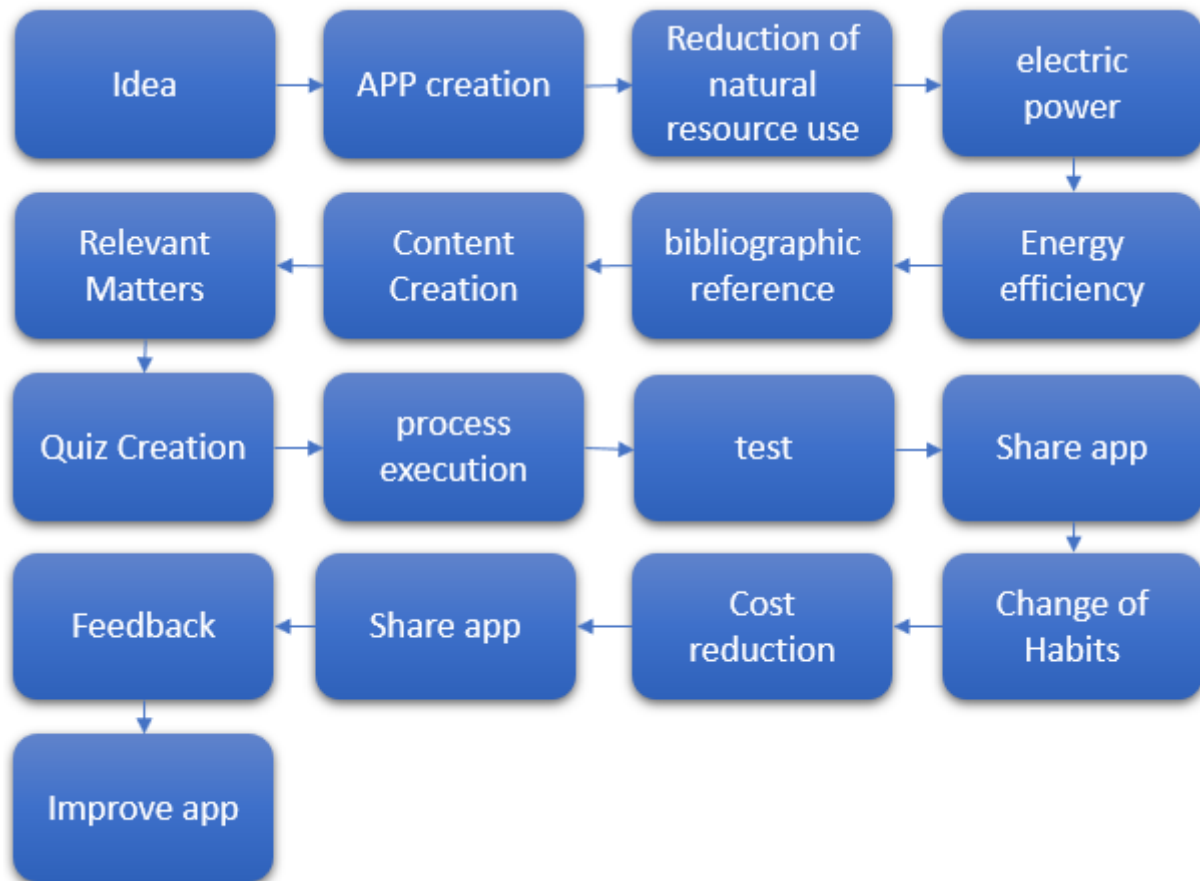 Idea
APP creation
Reduction of
natural
resource use
electric
power
Energy
efficiency
bibliographic
reference
Content
Creation
Relevant
Matters
Quiz Creation
process
execution
test
Share app
Change of
Habits
Cost
reduction
Share app
Feedback
Improve app